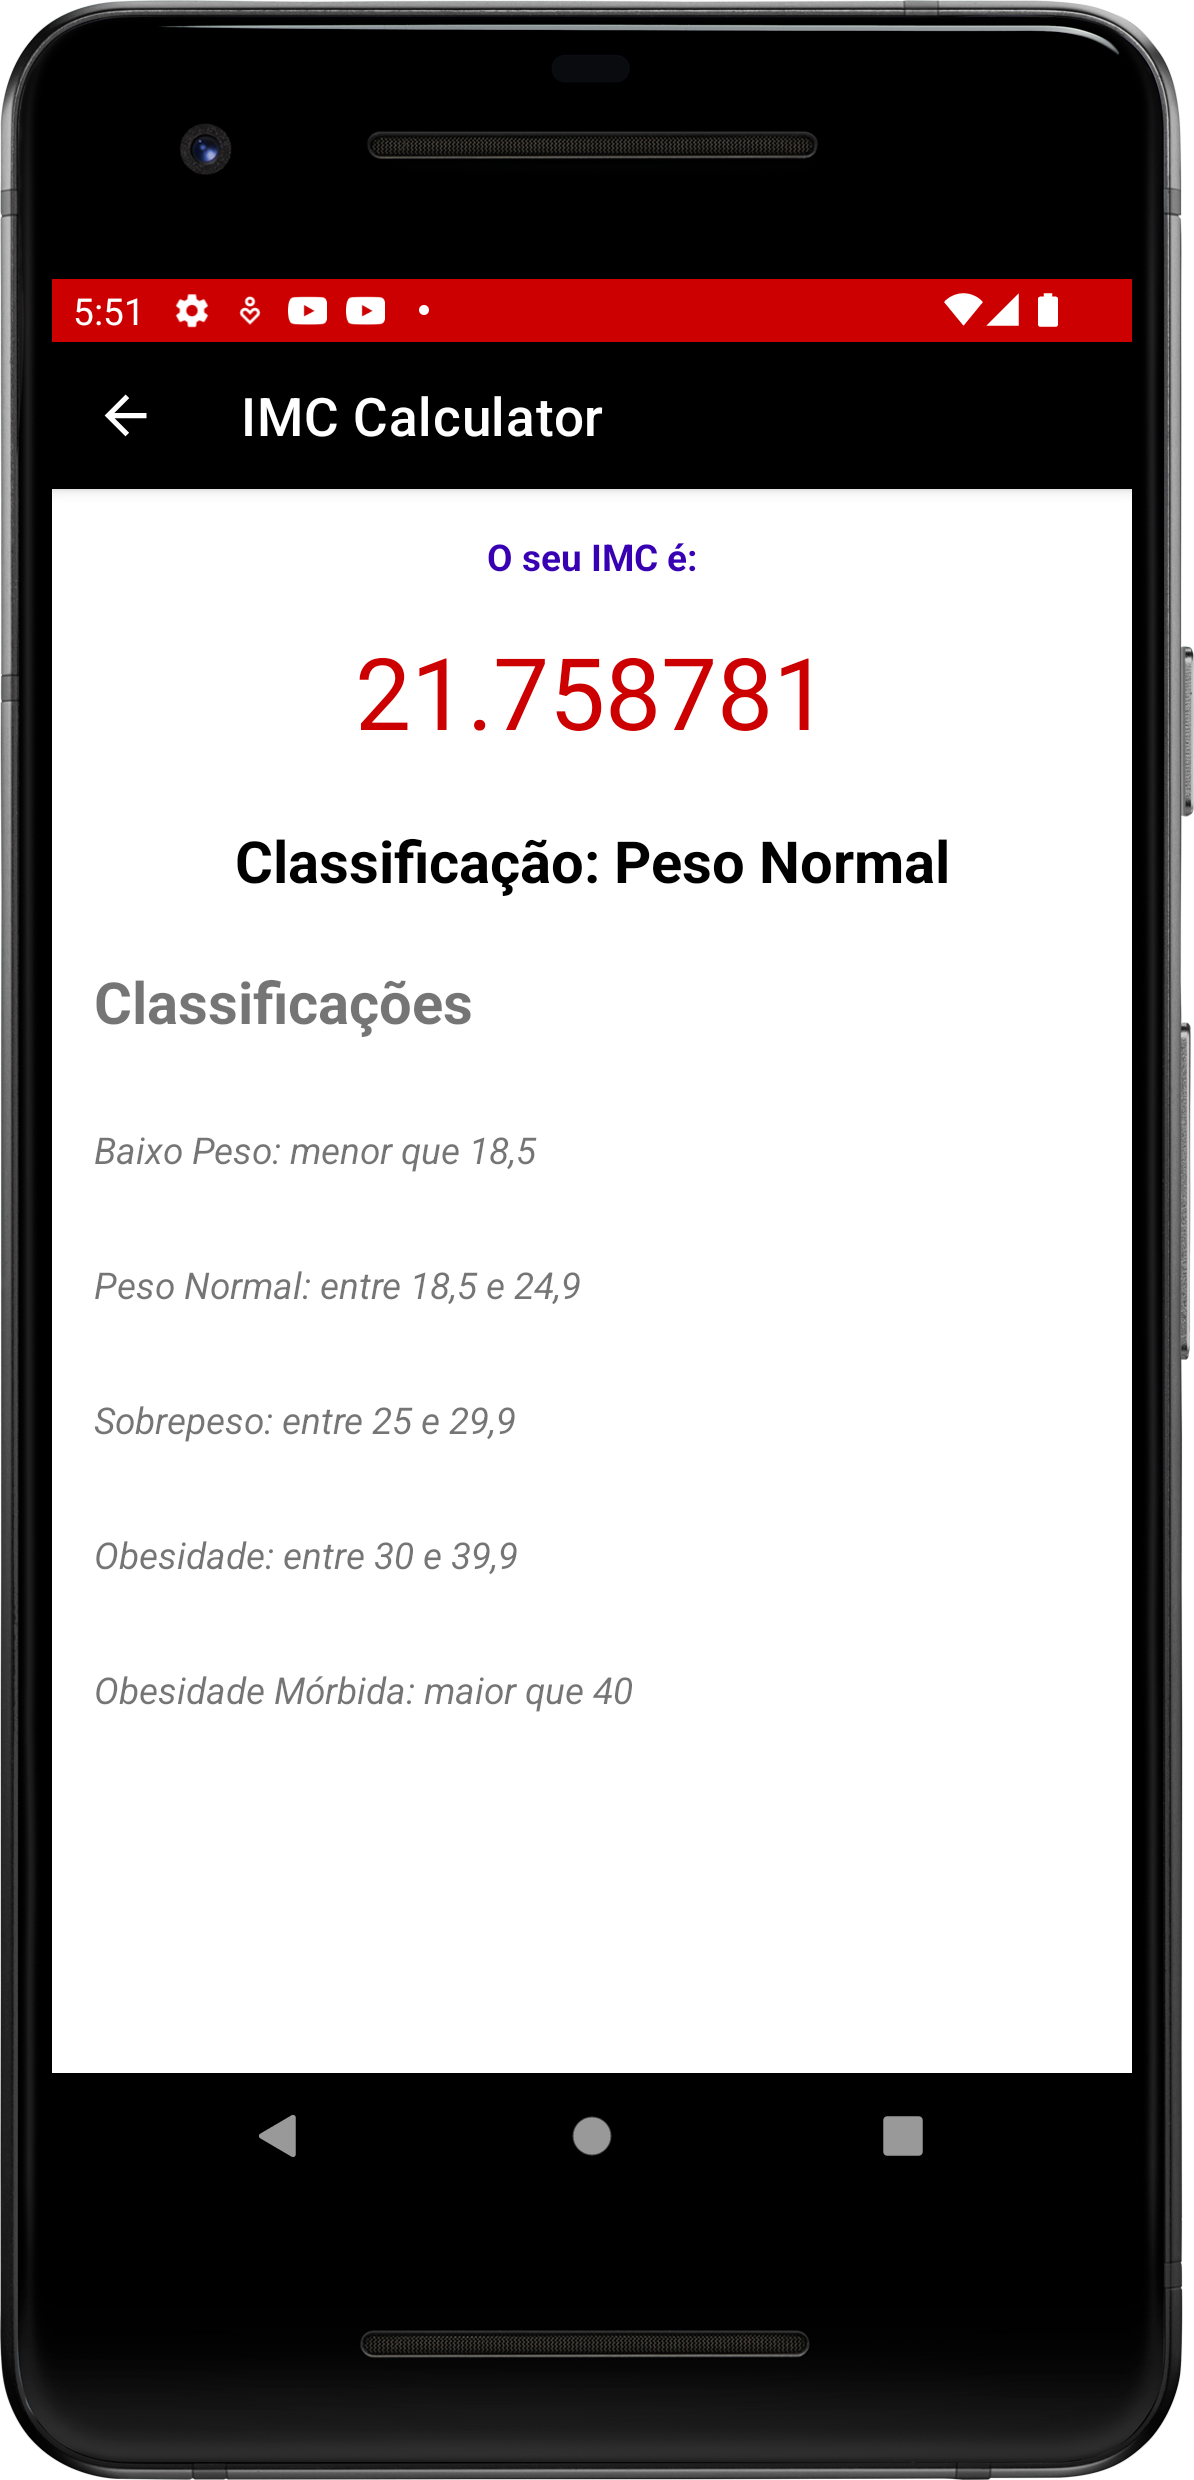 5:51
IMC Calculator
O seu IMC é:
21.758781
Classificação: Peso Normal
Classificações
Baixo Peso: menor que 18,5
Peso Normal: entre 18,5 e 24,9
Sobrepeso: entre 25 e 29,9
Obesidade: entre 30 e 39,9
Obesidade Mórbida: maior que 40